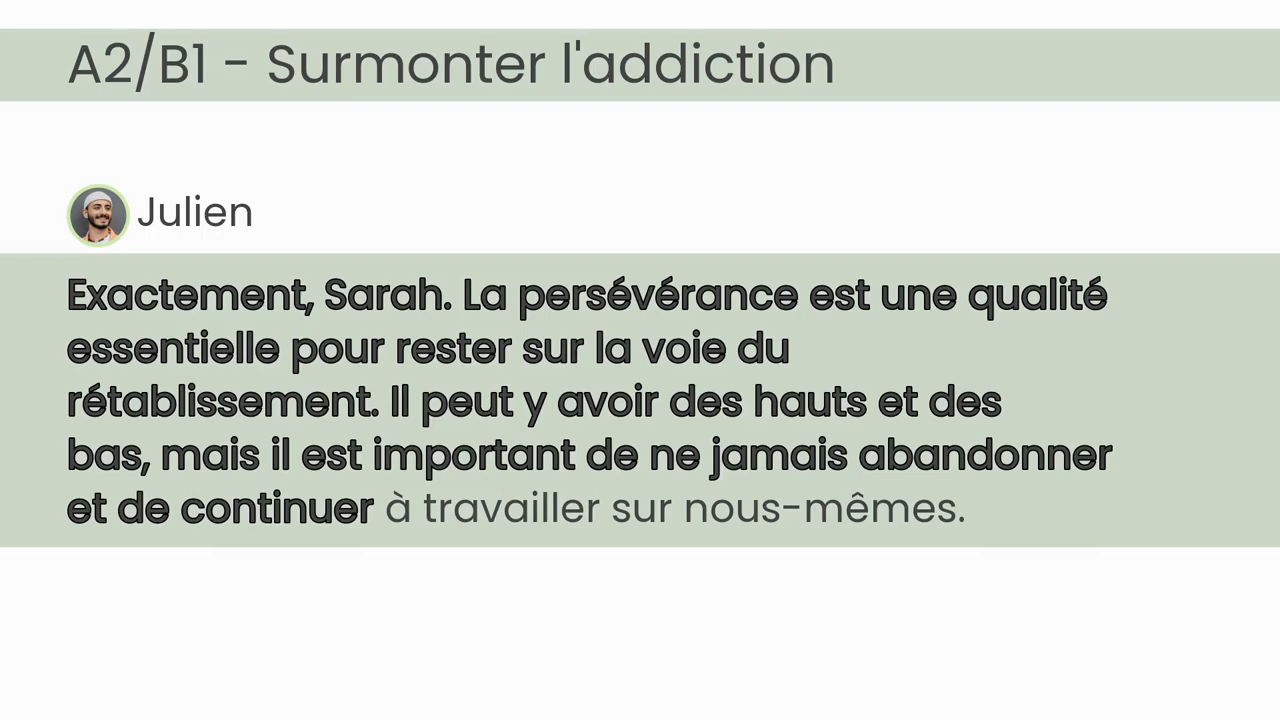 A2/B1 - Surmonter l'addiction
Julien
Exactement, Sarah. La persévérance est une qualité
essentielle pour rester sur la voie du
rétablissement. Il peut y avoir des hauts et des
bas, mais il est important de ne jamais abandonner
et de continuer à travailler sur nous-mêmes.